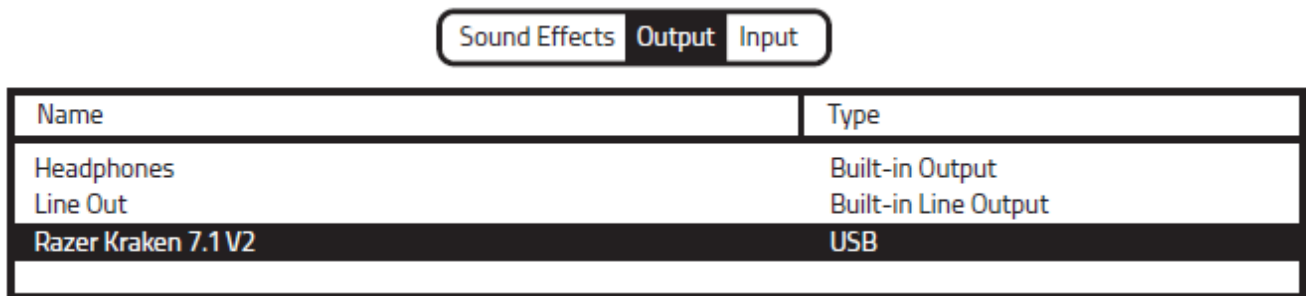 Sound Effects Output Input
Name Type
Headphones Built-in Output
Line Out Built-in Line Output
Razer Kraken 7.1 V2 USB